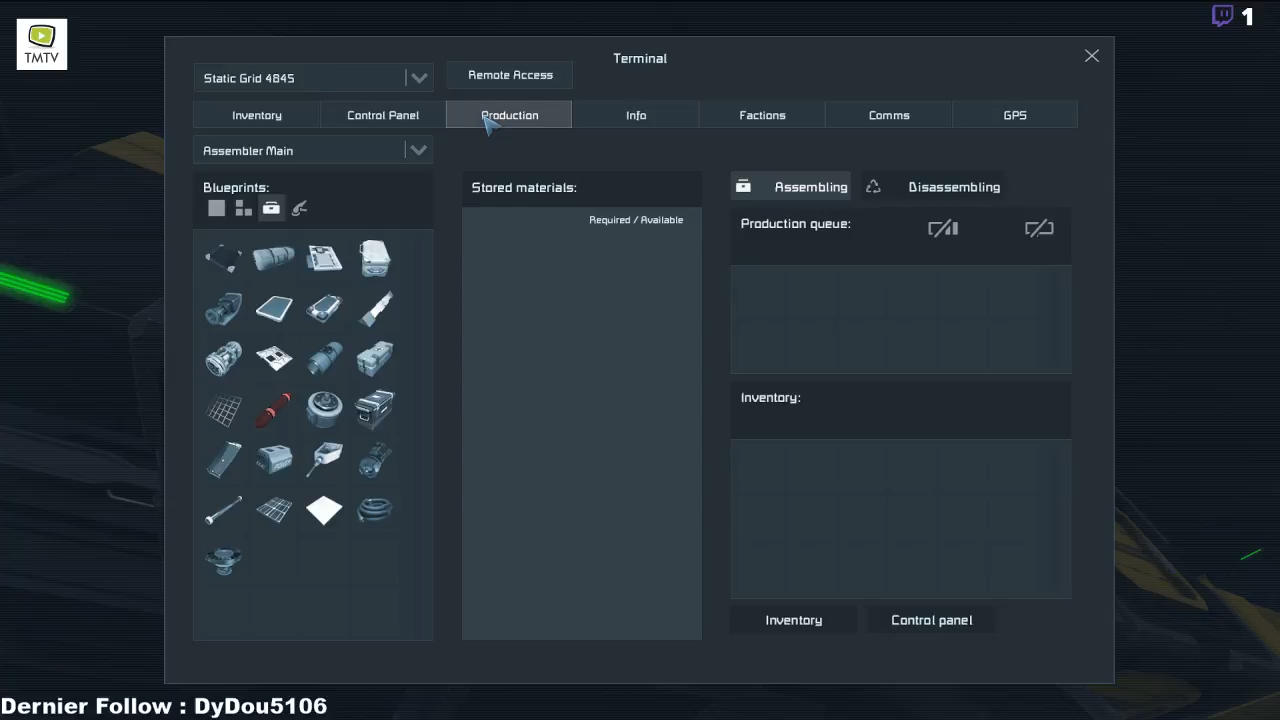 1
TMTV
Terminal
Static Grid 4845
Remote Access
Inventory
Control Panel
Production
Info
Factions
Comms
GPS
Assembler Main
Blueprints:
Stored materials:
Required / Available
Assembling
Disassembling
Production queue:
Inventory:
Inventory
Control panel
Dernier Follow : DyDou5106